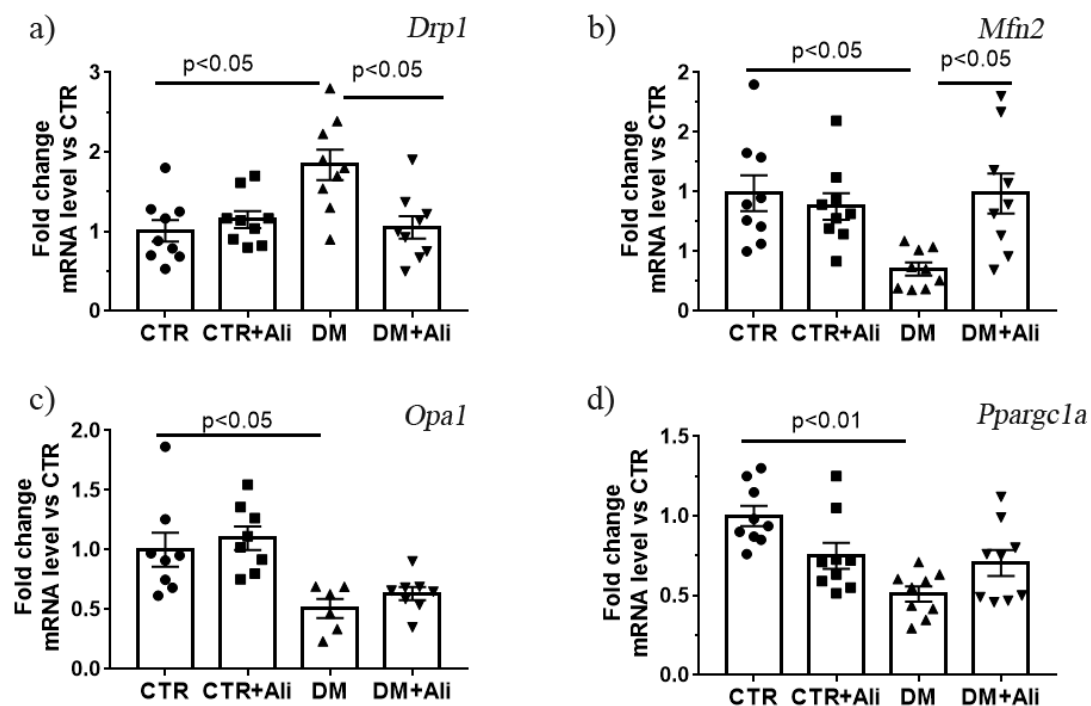 a)
Drp1
p<0.05
p<0.05
Fold change
mRNA level vs CTR
3
2
1
0
CTR CTR+Ali DM DM+Ali
b)
Mfn2
p<0.05
p<0.05
Fold change
mRNA level vs CTR
2
2
1
1
0
CTR CTR+Ali DM DM+Ali
c)
Opa1
p<0.05
Fold change
mRNA level vs CTR
2.0
1.5
1.0
0.5
0.0
CTR CTR+Ali DM DM+Ali
d)
Ppargc1a
p<0.01
Fold change
mRNA level vs CTR
1.5
1.0
0.5
0.0
CTR CTR+Ali DM DM+Ali